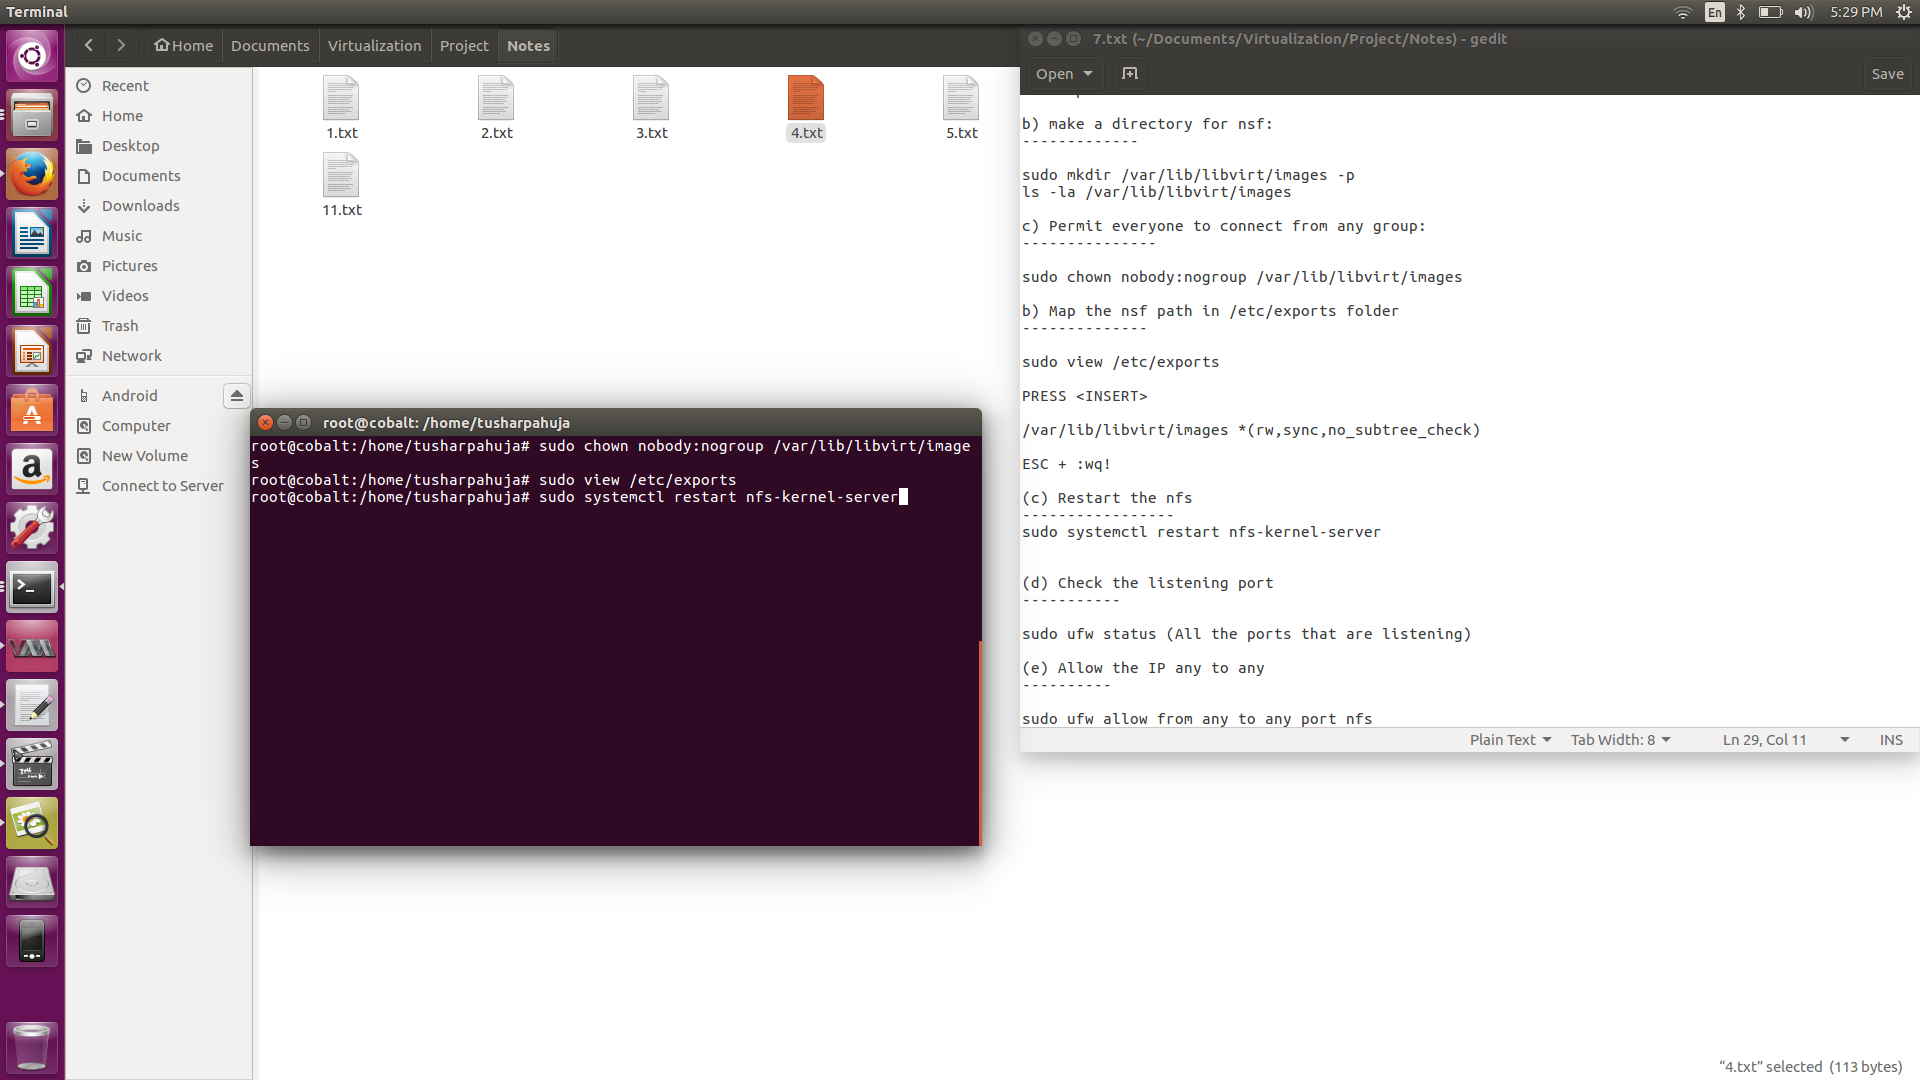 Terminal
En
5:29 PM
Home
Documents
Virtualization
Project
Notes
Recent
Home
Desktop
Documents
Downloads
Music
Pictures
Videos
Trash
Network
Android
Computer
New Volume
Connect to Server
1.txt
2.txt
3.txt
4.txt
5.txt
11.txt
root@cobalt: /home/tusharpahuja
root@cobalt:/home/tusharpahuja# sudo chown nobody:nogroup /var/lib/libvirt/image
s
root@cobalt:/home/tusharpahuja# sudo view /etc/exports
root@cobalt:/home/tusharpahuja# sudo systemctl restart nfs-kernel-server
7.txt (~/Documents/Virtualization/Project/Notes) - gedit
Open
Save
b) make a directory for nsf:
-------------
sudo mkdir /var/lib/libvirt/images -p
ls -la /var/lib/libvirt/images
c) Permit everyone to connect from any group:
---------------
sudo chown nobody:nogroup /var/lib/libvirt/images
b) Map the nsf path in /etc/exports folder
--------------
sudo view /etc/exports
PRESS <INSERT>
/var/lib/libvirt/images *(rw,sync,no_subtree_check)
ESC + :wq!
(c) Restart the nfs
-----------------
sudo systemctl restart nfs-kernel-server
(d) Check the listening port
-----------
sudo ufw status (All the ports that are listening)
(e) Allow the IP any to any
----------
sudo ufw allow from any to any port nfs
Plain Text
Tab Width: 8
Ln 29, Col 11
INS
“4.txt” selected (113 bytes)